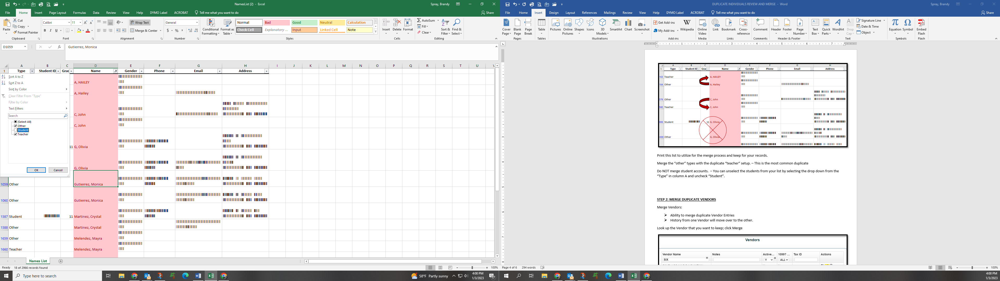 NamesList (2) - Excel
Spray, Brandy
File Home Insert Page Layout Formulas Data Review View Help DYMO Label ACROBAT Tell me what you want to do Share
Paste
Cut
Copy
Format Painter
Clipboard
Calibri 11
B I U
Font
Wrap Text
Merge & Center
Alignment
General
$ % ,
Number
Conditional Formatting
Format as Table
Normal Bad Good Neutral Calculation
Check Cell Explanatory ... Input Linked Cell Note
Styles
Insert Delete Format
Cells
AutoSum
Fill
Clear
Sort & Filter
Find & Select
Editing
D1059
fx
Gutierrez, Monica
A B C D E F G H I J K L M N O P Q R S T U
1 Type Student ID Grac Name Gender Phone Email Address
Sort A to Z
Sort Z to A
Sort by Color
Clear Filter From "Type"
Filter by Color
Text Filters
Search
(Select All)
Other
Student
Teacher
OK Cancel
A, HAILEY
A, Hailey
C, John
C, John
11 G, Olivia
G, Olivia
1059 Other Gutierrez, Monica
1060 Other Gutierrez, Monica
1587 Student 11 Martinez, Crystal
1588 Other Martinez, Crystal
1659 Other Melendez, Mayra
1660 Teacher Melendez, Mayra
Names List
Ready 18 of 2966 records found
100%
Type here to search
58°F Partly sunny
4:00 PM
1/3/2023
17
DUPLICATE INDIVIDUALS REVIEW AND MERGE - Word
Spray, Brandy
File Home Insert Design Layout References Mailings Review View Help DYMO Label ACROBAT Tell me what you want to do Share
Cover Page
Blank Page
Page Break
Pages
Table
Tables
Pictures
Online Pictures
Shapes
Icons
3D Models
SmartArt
Chart
Screenshot
Illustrations
Get Add-ins
My Add-ins
Wikipedia
Add-ins
Online Video
Media
Link
Bookmark
Cross-reference
Links
Comment
Comments
Header
Footer
Page Number
Header & Footer
Text Box
Quick Parts
WordArt
Drop Cap
Signature Line
Date & Time
Object
Text
Equation
Symbol
Symbols
Embed Flash
Flash
1 2 3 4 5 6 7
A B C D E F G H
1 Type Student ID Grac Name Gender Phone Email Address
163 Teacher A, HAILEY
164 Other A, Hailey
579 Other C, John
580 Teacher C, John
999 Student 11 G, Olivia
1000 Other G, Olivia
Print this list to utilize for the merge process and keep for your records.
Merge the “other” types with the duplicate “teacher” setup. – This is the most common duplicate
Do NOT merge student accounts. – You can unselect the students from your list by selecting the drop down from the
“Type” in column A and uncheck “Student”.
STEP 2: MERGE DUPLICATE VENDORS
Merge Vendors:
Ability to merge duplicate Vendor Entries
History from one Vendor will move over to the other.
Look up the Vendor that you want to keep; click Merge
Vendors
Vendor Name Notes Active... 1099? ... Tax ID Actions
SIX Y ALL
Page 4 of 6 294 words
100%
4:00 PM
1/3/2023